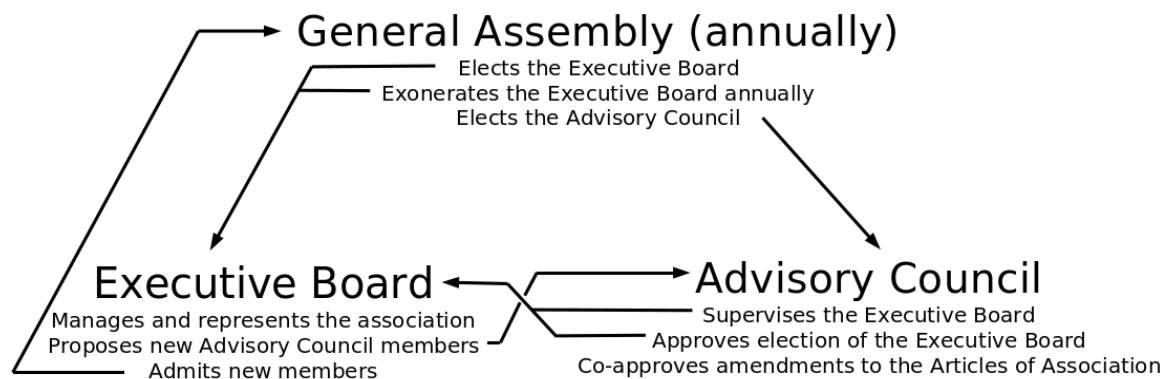 General Assembly (annually)
Elects the Executive Board
Exonerates the Executive Board annually
Elects the Advisory Council
Executive Board
Manages and represents the association
Proposes new Advisory Council members
Admits new members
Advisory Council
Supervises the Executive Board
Approves election of the Executive Board
Co-approves amendments to the Articles of Association